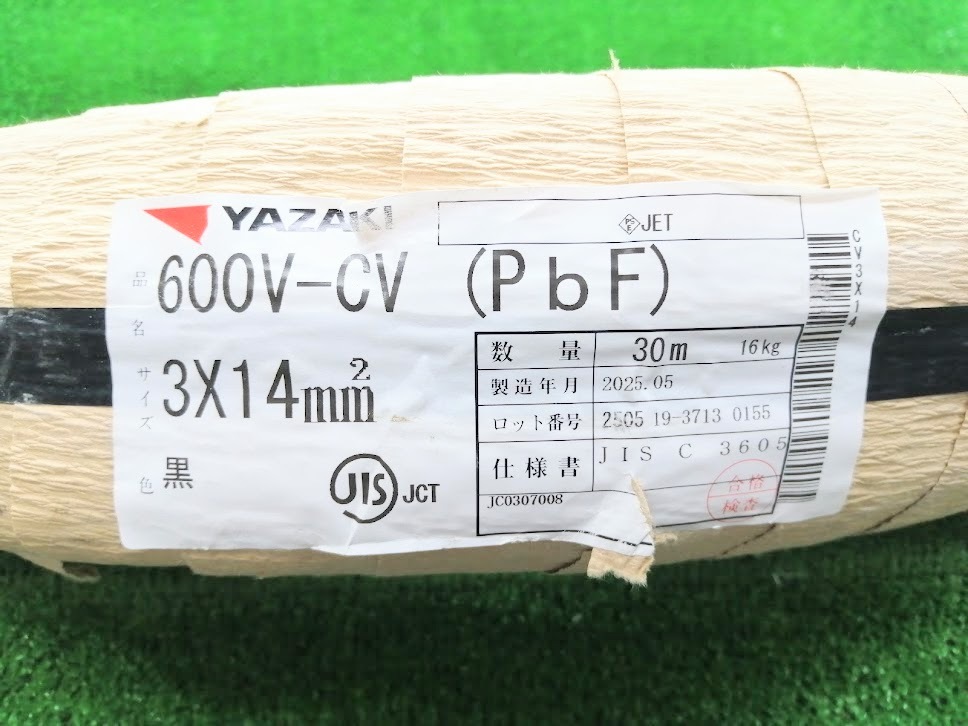 YAZAKI
PS E JET
品名 600V-CV (PbF)
サイズ 3X14mm²
色 黒
JIS JCT
数量 30m 16kg
製造年月 2025.05
ロット番号 2505 19-3713 0155
仕様書 JIS C 3605
JC0307008
合格
検査
CV3X14